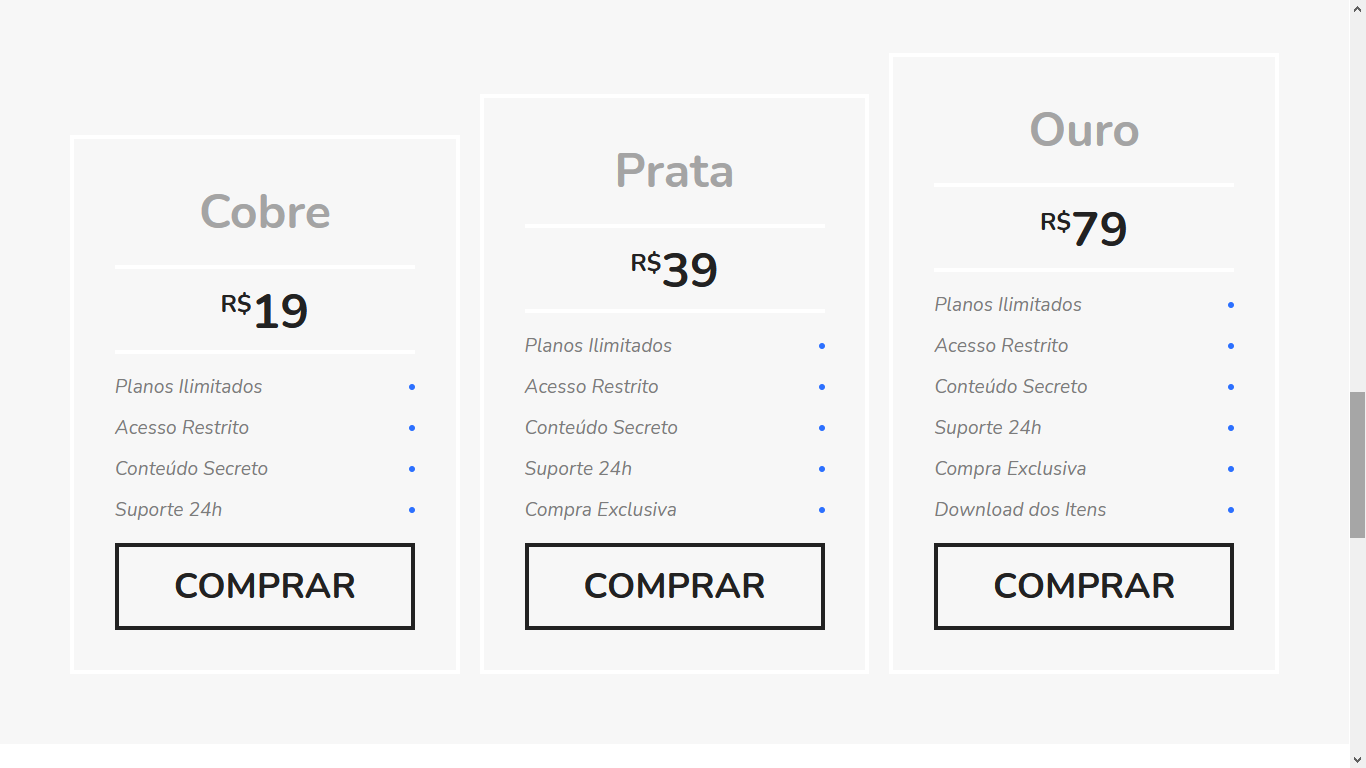 Cobre
R$19
Planos Ilimitados
Acesso Restrito
Conteúdo Secreto
Suporte 24h
COMPRAR
Prata
R$39
Planos Ilimitados
Acesso Restrito
Conteúdo Secreto
Suporte 24h
Compra Exclusiva
COMPRAR
Ouro
R$79
Planos Ilimitados
Acesso Restrito
Conteúdo Secreto
Suporte 24h
Compra Exclusiva
Download dos Itens
COMPRAR